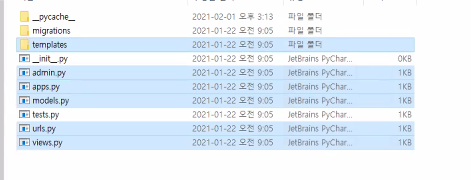 __pycache__ 2021-02-01 오후 3:13 파일 폴더
migrations 2021-01-22 오전 9:05 파일 폴더
templates 2021-01-22 오전 9:05 파일 폴더
__init__.py 2021-01-22 오전 9:05 JetBrains PyChar... 0KB
admin.py 2021-01-22 오전 9:05 JetBrains PyChar... 1KB
apps.py 2021-01-22 오전 9:05 JetBrains PyChar... 1KB
models.py 2021-01-22 오전 9:05 JetBrains PyChar... 1KB
tests.py 2021-01-22 오전 9:05 JetBrains PyChar... 1KB
urls.py 2021-01-22 오전 9:05 JetBrains PyChar... 1KB
views.py 2021-01-22 오전 9:05 JetBrains PyChar... 1KB